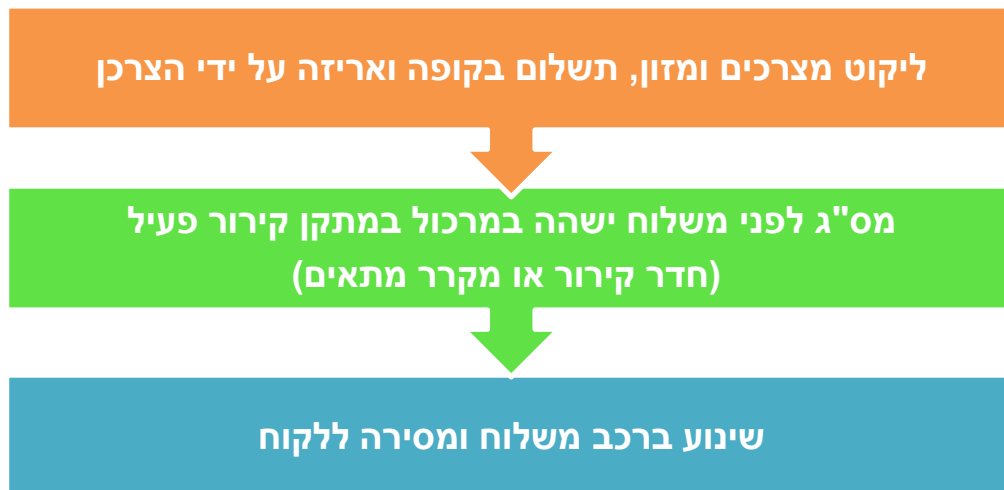 ליקוט מצרכים ומזון, תשלום בקופה ואריזה על ידי הצרכן
מס"ג לפני משלוח ישהה במרכול במתקן קירור פעיל
(חדר קירור או מקרר מתאים)
שינוע ברכב משלוח ומסירה ללקוח